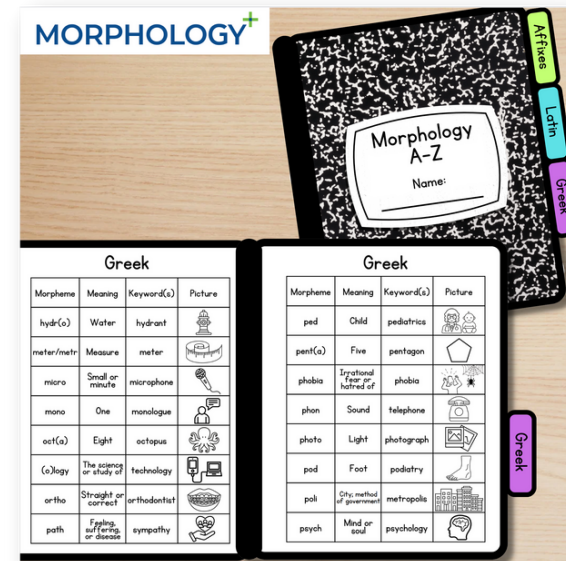 MORPHOLOGY+
Affixes
Latin
Greek
Morphology
A-Z
Name:
Greek
Morpheme Meaning Keyword(s) Picture
hydr(o) Water hydrant
meter/metr Measure meter
micro Small or minute microphone
mono One monologue
oct(a) Eight octopus
(o)logy The science or study of technology
ortho Straight or correct orthodontist
path Feeling, suffering, or disease sympathy
Greek
Morpheme Meaning Keyword(s) Picture
ped Child pediatrics
pent(a) Five pentagon
phobia Irrational fear or hatred of phobia
phon Sound telephone
photo Light photograph
pod Foot podiatry
poli City; method of government metropolis
psych Mind or soul psychology
Greek